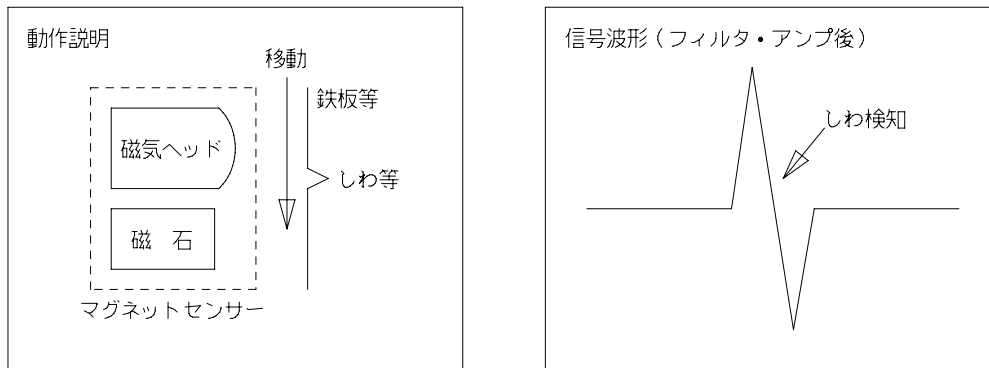 動作説明
移動
鉄板等
磁気ヘッド
しわ等
磁 石
マグネットセンサー
信号波形(フィルタ・アンプ後)
しわ検知